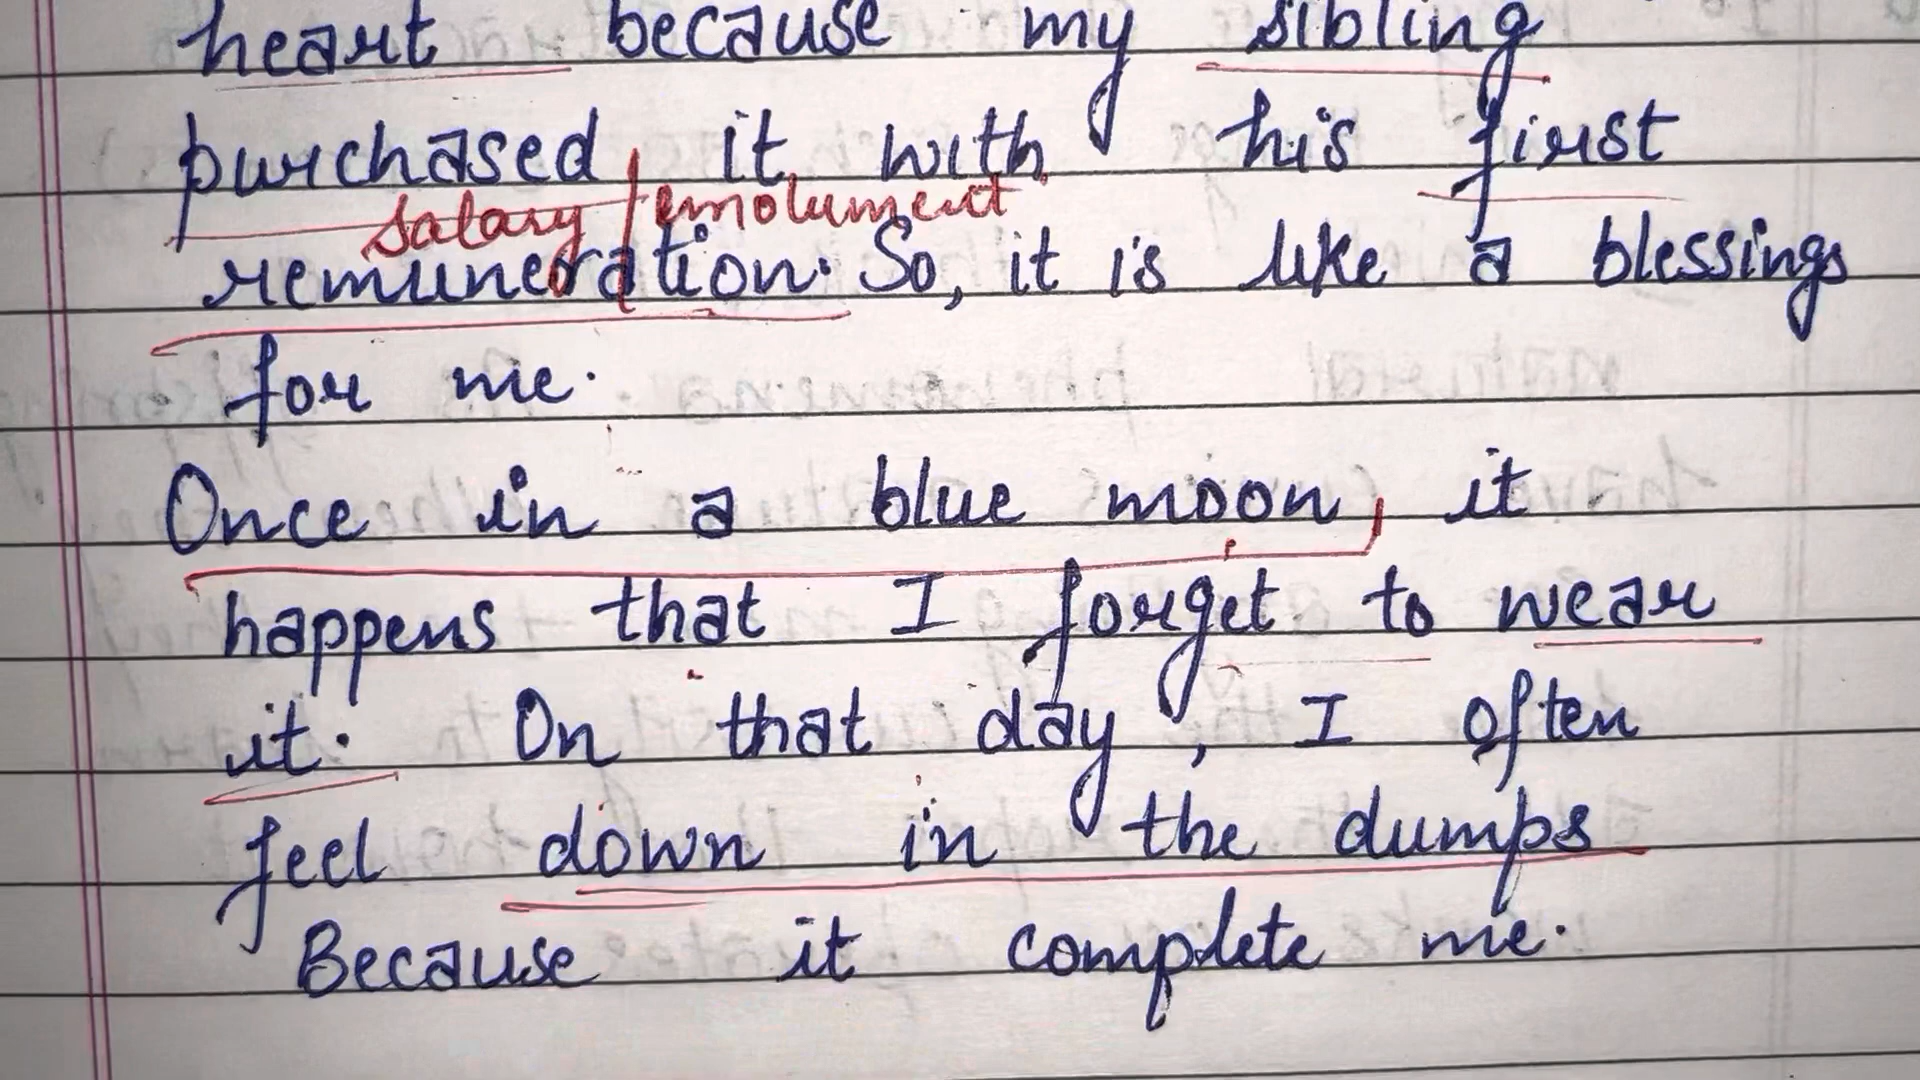 heart because my sibling
purchased it with his first
salary / emolument
remuneration. So, it is like a blessings
for me.
Once in a blue moon, it
happens that I forget to wear
it. On that day, I often
feel down in the dumps
Because it complete me.